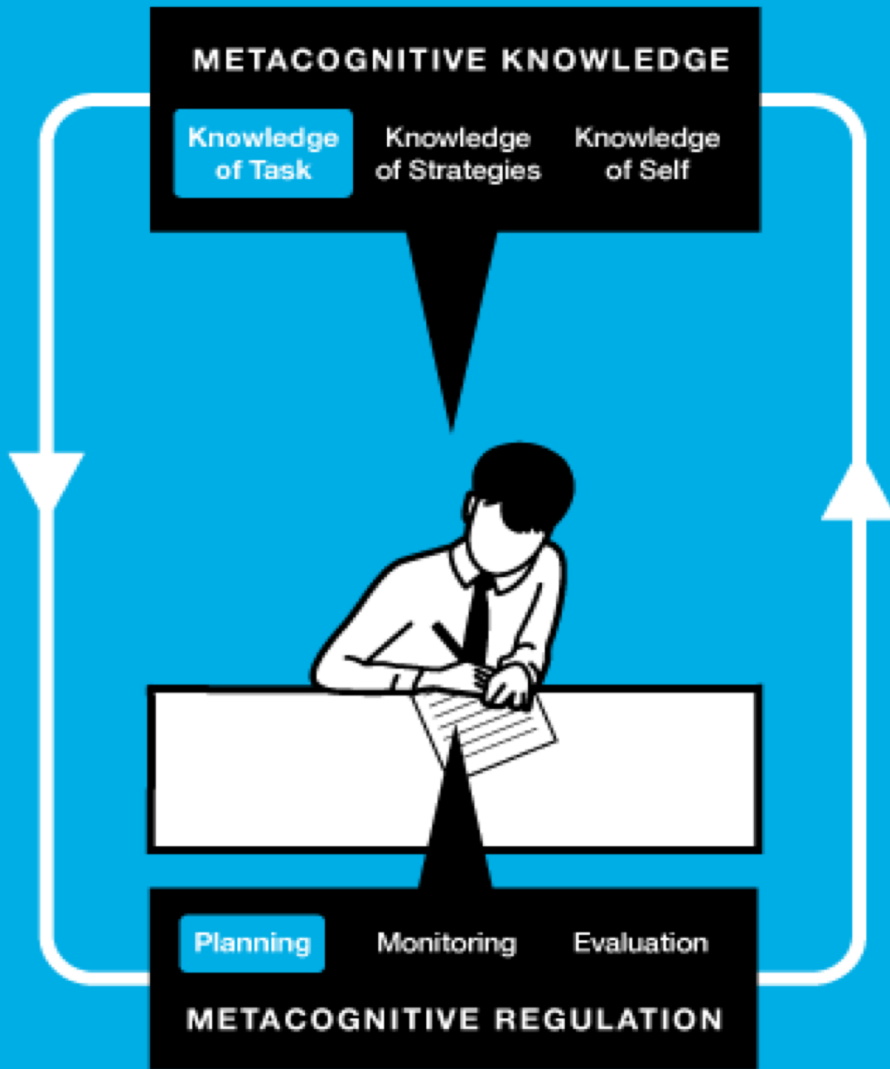 METACOGNITIVE KNOWLEDGE
Knowledge
of Task
Knowledge
of Strategies
Knowledge
of Self
Planning
Monitoring
Evaluation
METACOGNITIVE REGULATION